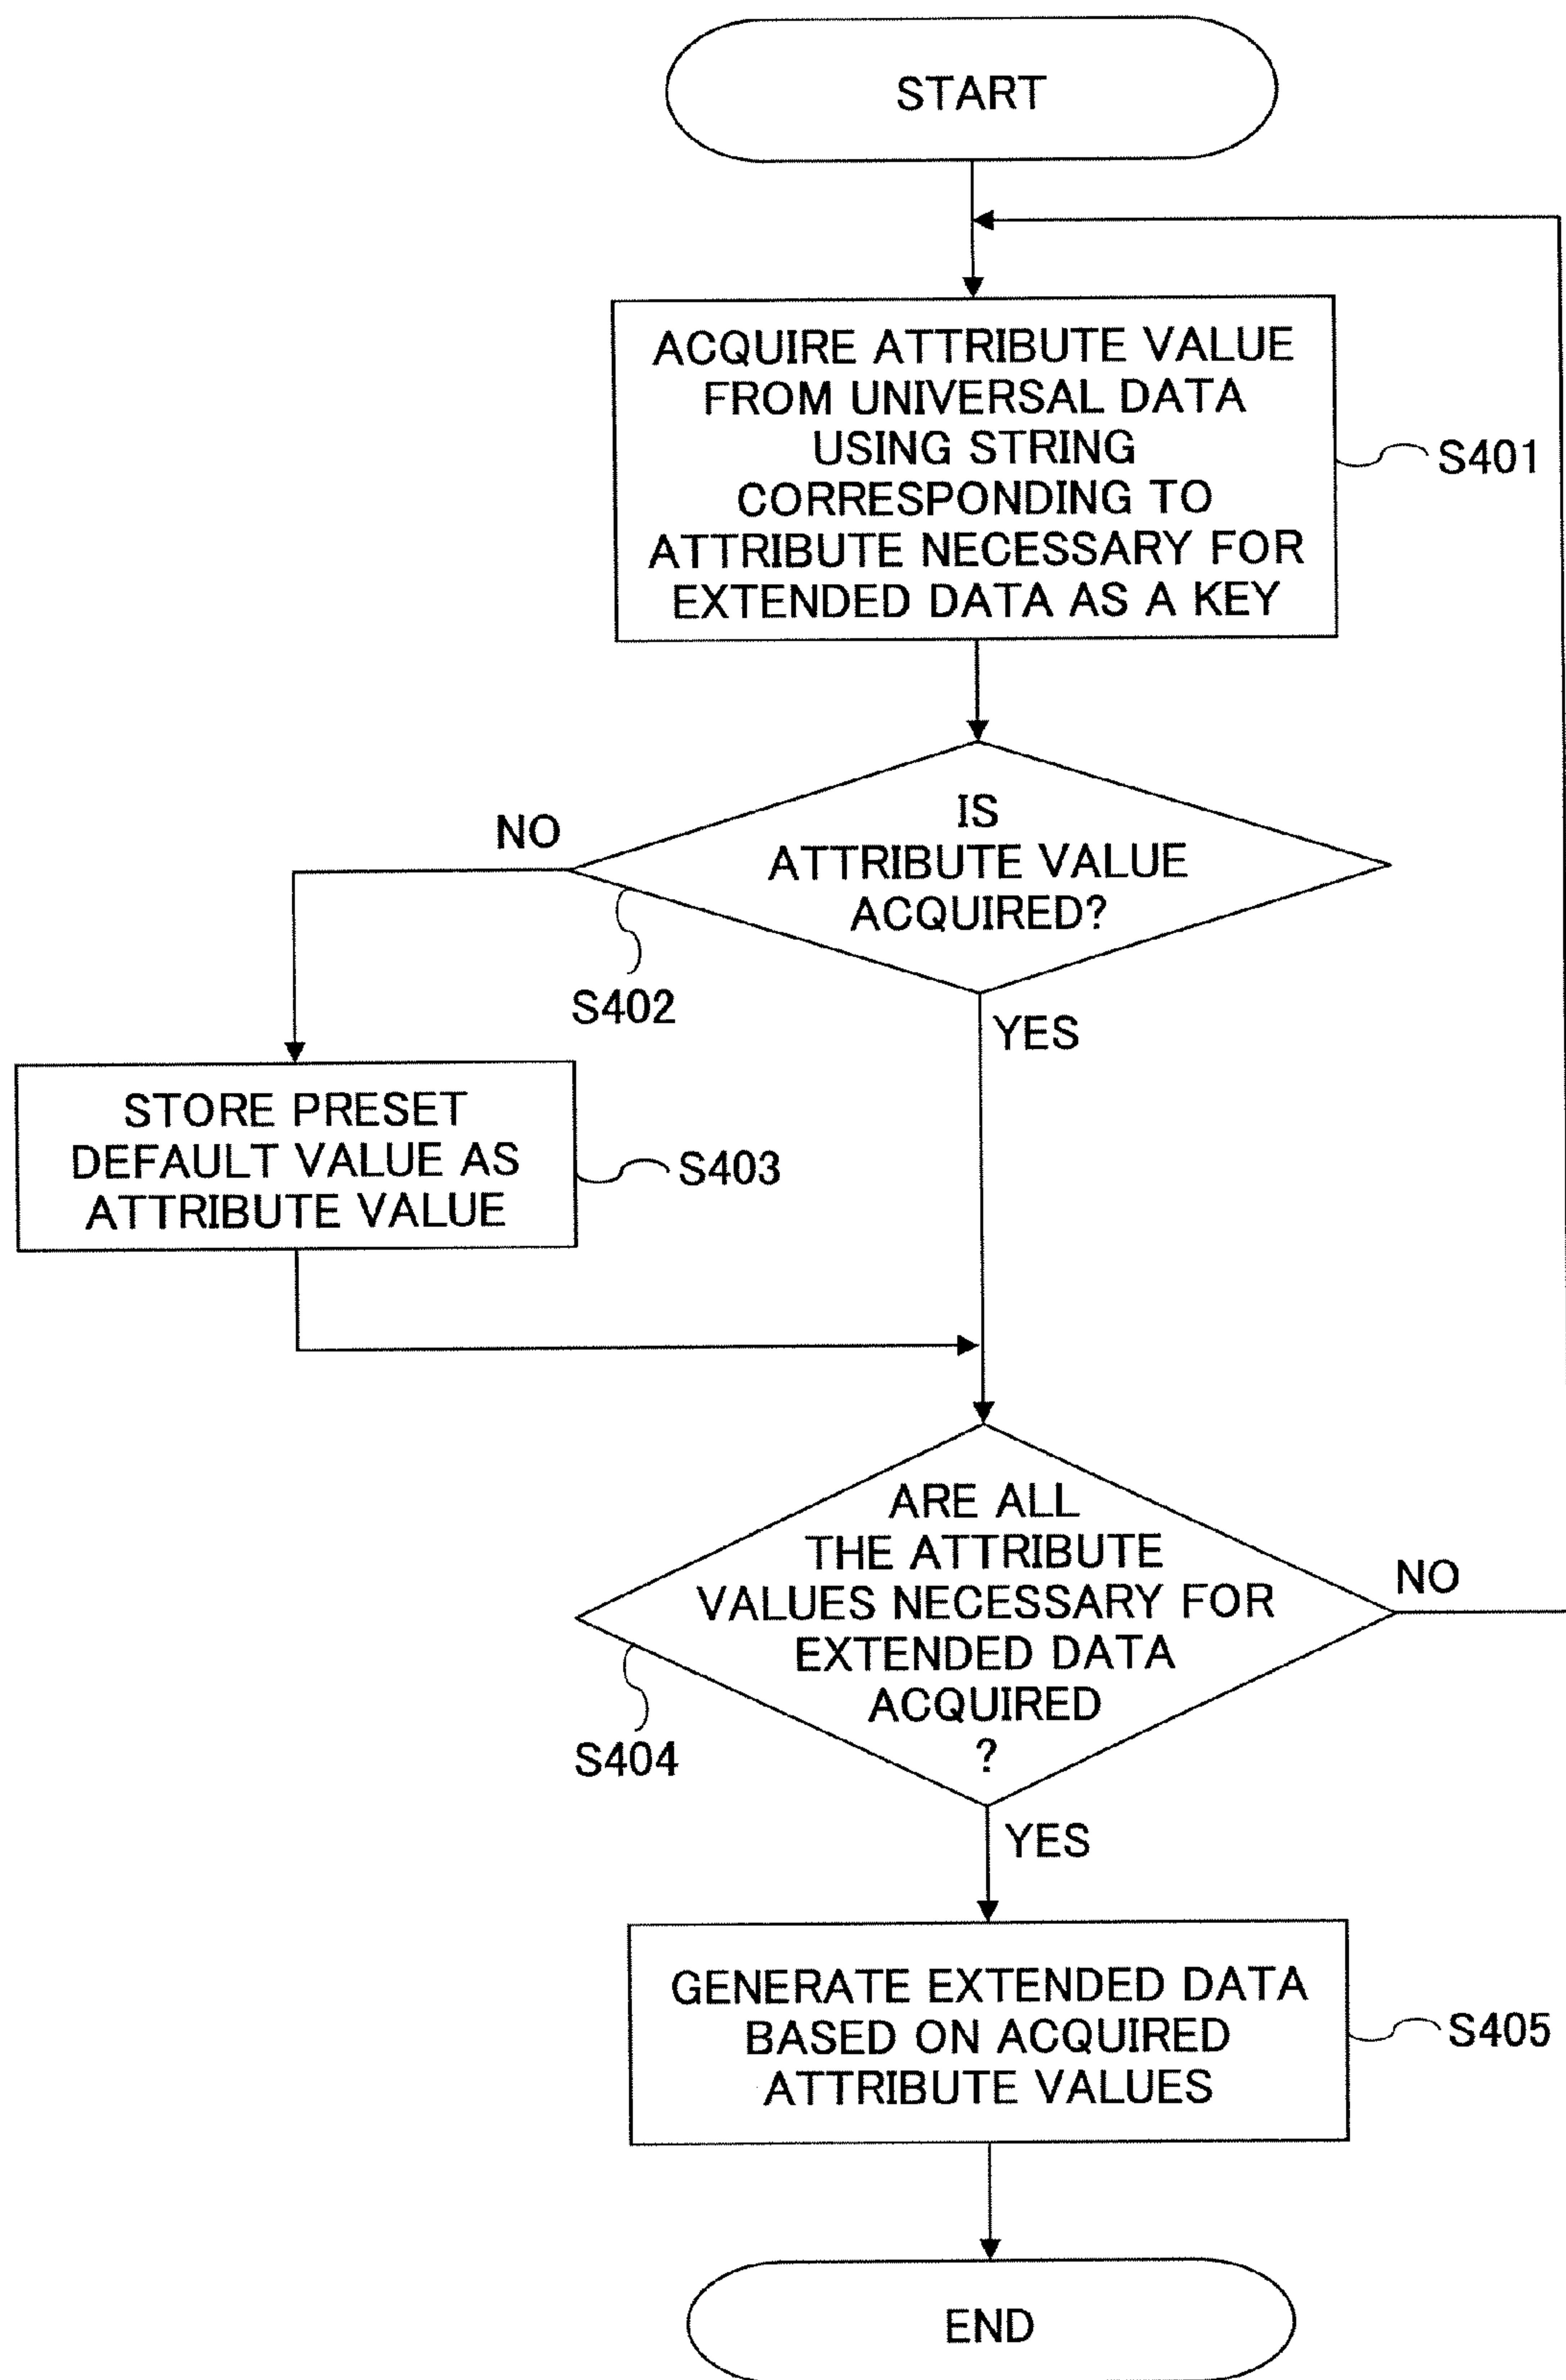 START
ACQUIRE ATTRIBUTE VALUE
FROM UNIVERSAL DATA
USING STRING
CORRESPONDING TO
ATTRIBUTE NECESSARY FOR
EXTENDED DATA AS A KEY
S401
IS
ATTRIBUTE VALUE
ACQUIRED?
NO
S402
YES
STORE PRESET
DEFAULT VALUE AS
ATTRIBUTE VALUE
S403
ARE ALL
THE ATTRIBUTE
VALUES NECESSARY FOR
EXTENDED DATA
ACQUIRED
?
NO
S404
YES
GENERATE EXTENDED DATA
BASED ON ACQUIRED
ATTRIBUTE VALUES
S405
END